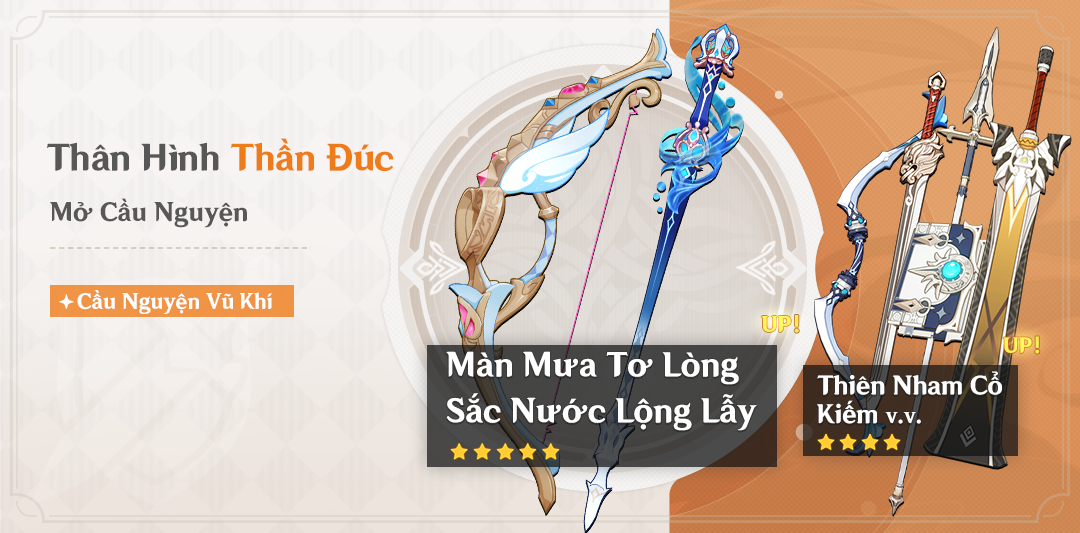 Thân Hình Thần Đúc
Mở Cầu Nguyện
Cầu Nguyện Vũ Khí
UP!
Màn Mưa Tơ Lòng
Sắc Nước Lộng Lẫy
UP!
Thiên Nham Cổ
Kiếm v.v.